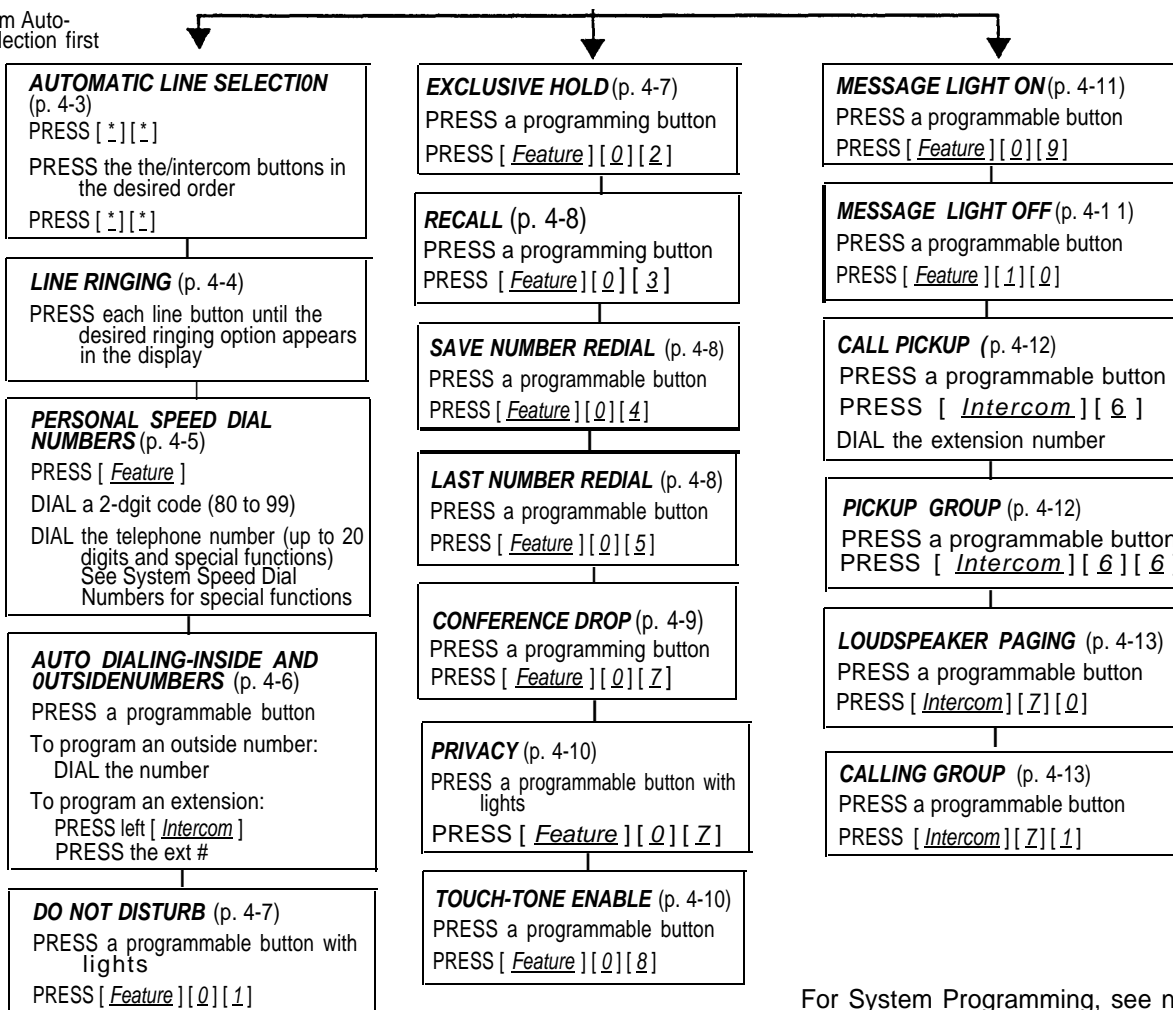 m Auto-
lection first
AUTOMATIC LINE SELECTI0N
(p. 4-3)
PRESS [ * ] [ * ]
PRESS the the/intercom buttons in
the desired order
PRESS [ * ] [ * ]
LINE RINGING (p. 4-4)
PRESS each line button until the
desired ringing option appears
in the display
PERSONAL SPEED DIAL
NUMBERS (p. 4-5)
PRESS [ Feature ]
DIAL a 2-dgit code (80 to 99)
DIAL the telephone number (up to 20
digits and special functions)
See System Speed Dial
Numbers for special functions
AUTO DIALING-INSIDE AND
0UTSIDENUMBERS (p. 4-6)
PRESS a programmable button
To program an outside number:
DIAL the number
To program an extension:
PRESS left [ Intercom ]
PRESS the ext #
DO NOT DISTURB (p. 4-7)
PRESS a programmable button with
lights
PRESS [ Feature ] [ 0 ] [ 1 ]
EXCLUSIVE HOLD (p. 4-7)
PRESS a programming button
PRESS [ Feature ] [ 0 ] [ 2 ]
RECALL (p. 4-8)
PRESS a programming button
PRESS [ Feature ] [ 0 ] [ 3 ]
SAVE NUMBER REDIAL (p. 4-8)
PRESS a programmable button
PRESS [ Feature ] [ 0 ] [ 4 ]
LAST NUMBER REDIAL (p. 4-8)
PRESS a programmable button
PRESS [ Feature ] [ 0 ] [ 5 ]
CONFERENCE DROP (p. 4-9)
PRESS a programming button
PRESS [ Feature ] [ 0 ] [ 7 ]
PRIVACY (p. 4-10)
PRESS a programmable button with
lights
PRESS [ Feature ] [ 0 ] [ 7 ]
TOUCH-TONE ENABLE (p. 4-10)
PRESS a programmable button
PRESS [ Feature ] [ 0 ] [ 8 ]
MESSAGE LIGHT ON (p. 4-11)
PRESS a programmable button
PRESS [ Feature ] [ 0 ] [ 9 ]
MESSAGE LIGHT OFF (p. 4-1 1)
PRESS a programmable button
PRESS [ Feature ] [ 1 ] [ 0 ]
CALL PICKUP (p. 4-12)
PRESS a programmable button
PRESS [ Intercom ] [ 6 ]
DIAL the extension number
PICKUP GROUP (p. 4-12)
PRESS a programmable button
PRESS [ Intercom ] [ 6 ] [ 6
LOUDSPEAKER PAGING (p. 4-13)
PRESS a programmable button
PRESS [ Intercom ] [ 7 ] [ 0 ]
CALLING GROUP (p. 4-13)
PRESS a programmable button
PRESS [ Intercom ] [ 7 ] [ 1 ]
For System Programming, see n